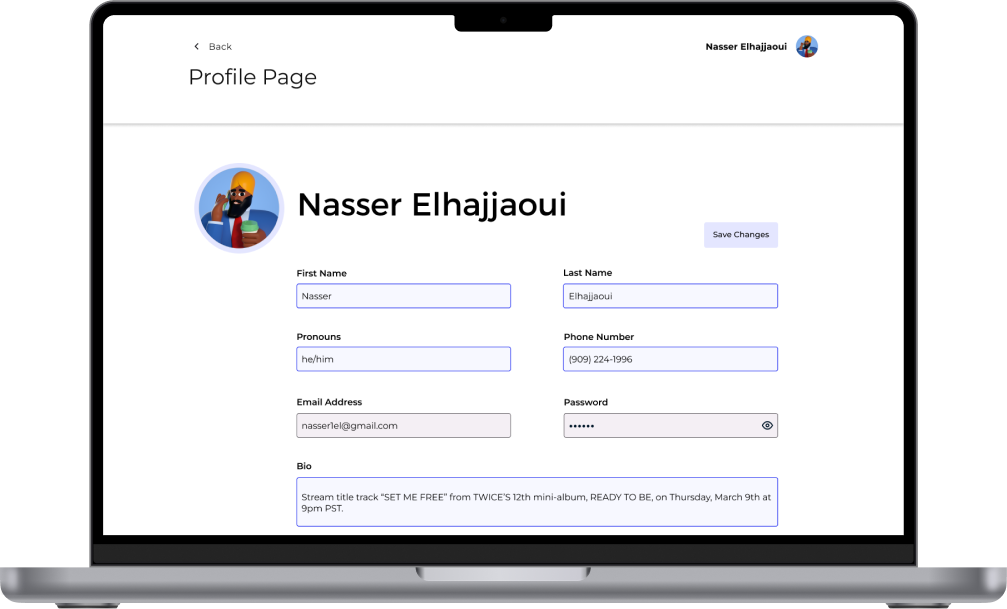 Back
Nasser Elhajjaoui
Profile Page
Nasser Elhajjaoui
Save Changes
First Name
Last Name
Nasser
Elhajjaoui
Pronouns
Phone Number
he/him
(909) 224-1996
Email Address
Password
nasser1el@gmail.com
••••••
Bio
Stream title track “SET ME FREE” from TWICE’S 12th mini-album, READY TO BE, on Thursday, March 9th at
9pm PST.